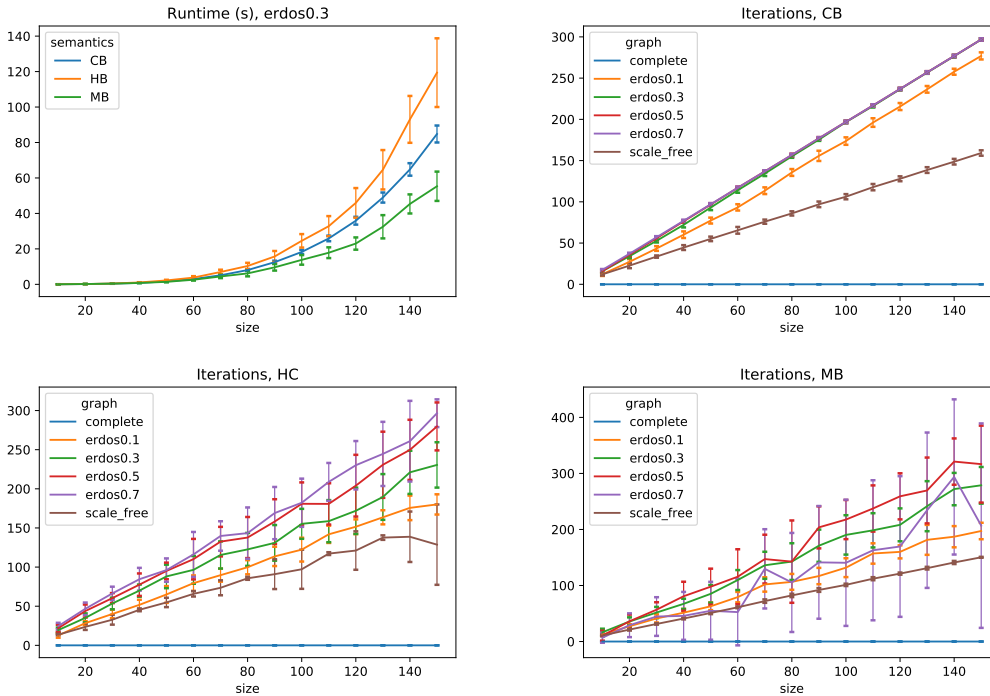 Runtime (s), erdos0.3
semantics
CB
HB
MB
140
120
100
80
60
40
20
0
20 40 60 80 100 120 140
size
Iterations, CB
graph
complete
erdos0.1
erdos0.3
erdos0.5
erdos0.7
scale_free
300
250
200
150
100
50
0
20 40 60 80 100 120 140
size
Iterations, HC
graph
complete
erdos0.1
erdos0.3
erdos0.5
erdos0.7
scale_free
300
250
200
150
100
50
0
20 40 60 80 100 120 140
size
Iterations, MB
graph
complete
erdos0.1
erdos0.3
erdos0.5
erdos0.7
scale_free
400
300
200
100
0
20 40 60 80 100 120 140
size